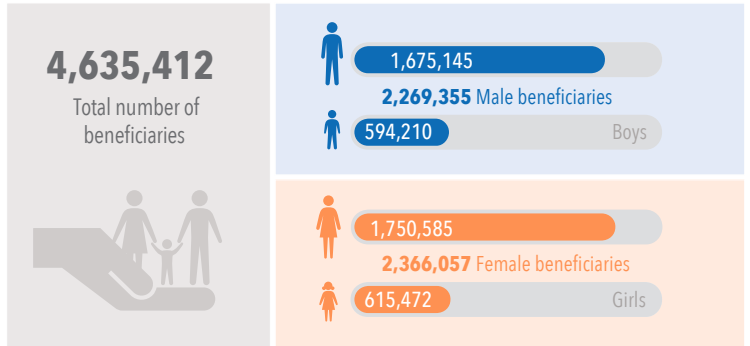 4,635,412
Total number of
beneficiaries
1,675,145
2,269,355 Male beneficiaries
594,210 Boys
1,750,585
2,366,057 Female beneficiaries
615,472 Girls